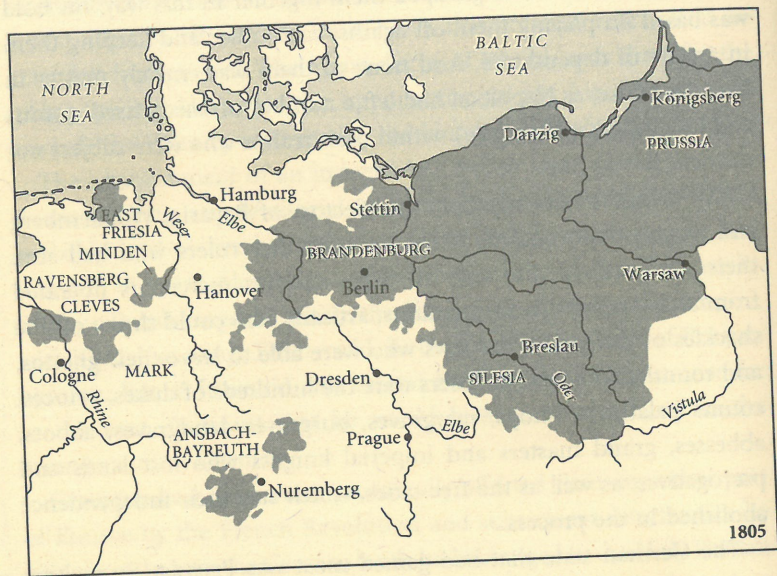 BALTIC
SEA
NORTH
SEA
Königsberg
Danzig
PRUSSIA
Hamburg
Elbe
Stettin
EAST
FRIESIA
Weser
MINDEN
BRANDENBURG
RAVENSBERG
Hanover
Berlin
Warsaw
CLEVES
Cologne
MARK
Rhine
Dresden
Breslau
SILESIA
Oder
Vistula
ANSBACH-
BAYREUTH
Prague
Elbe
Nuremberg
1805